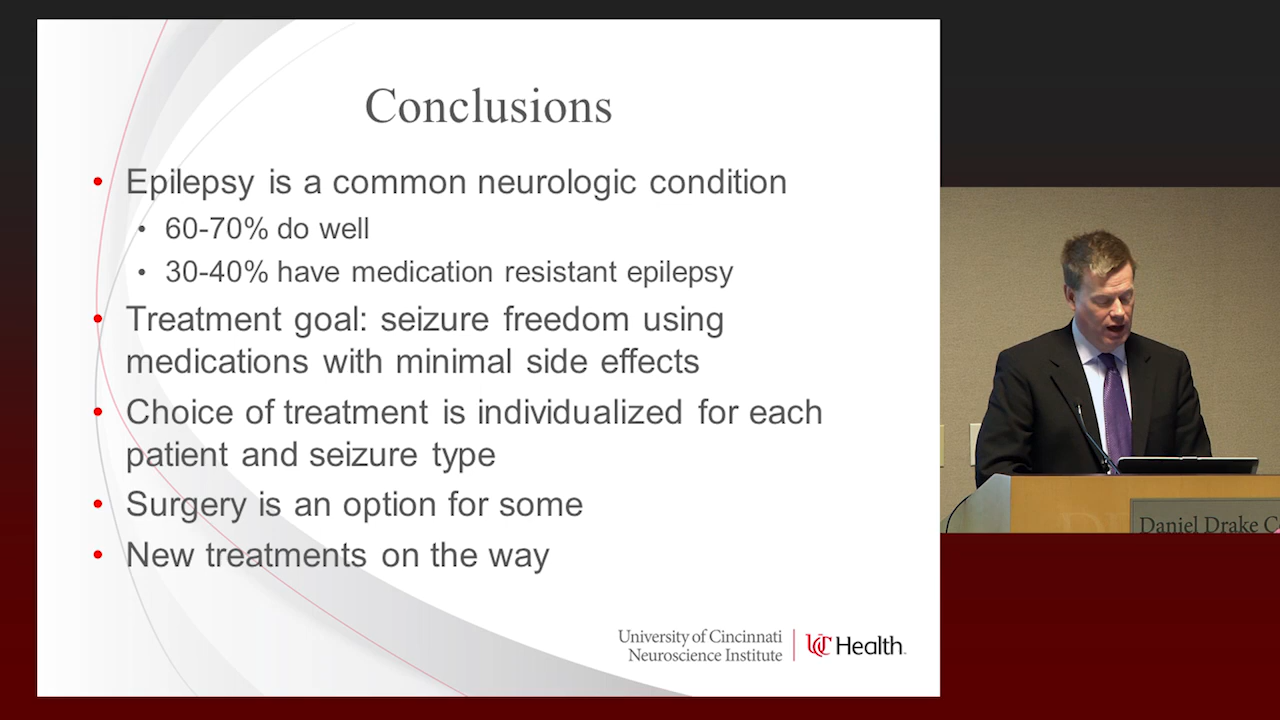 Conclusions
• Epilepsy is a common neurologic condition
• 60-70% do well
• 30-40% have medication resistant epilepsy
• Treatment goal: seizure freedom using
medications with minimal side effects
• Choice of treatment is individualized for each
patient and seizure type
• Surgery is an option for some
• New treatments on the way
University of Cincinnati
Neuroscience Institute
UC Health
Daniel Drake C